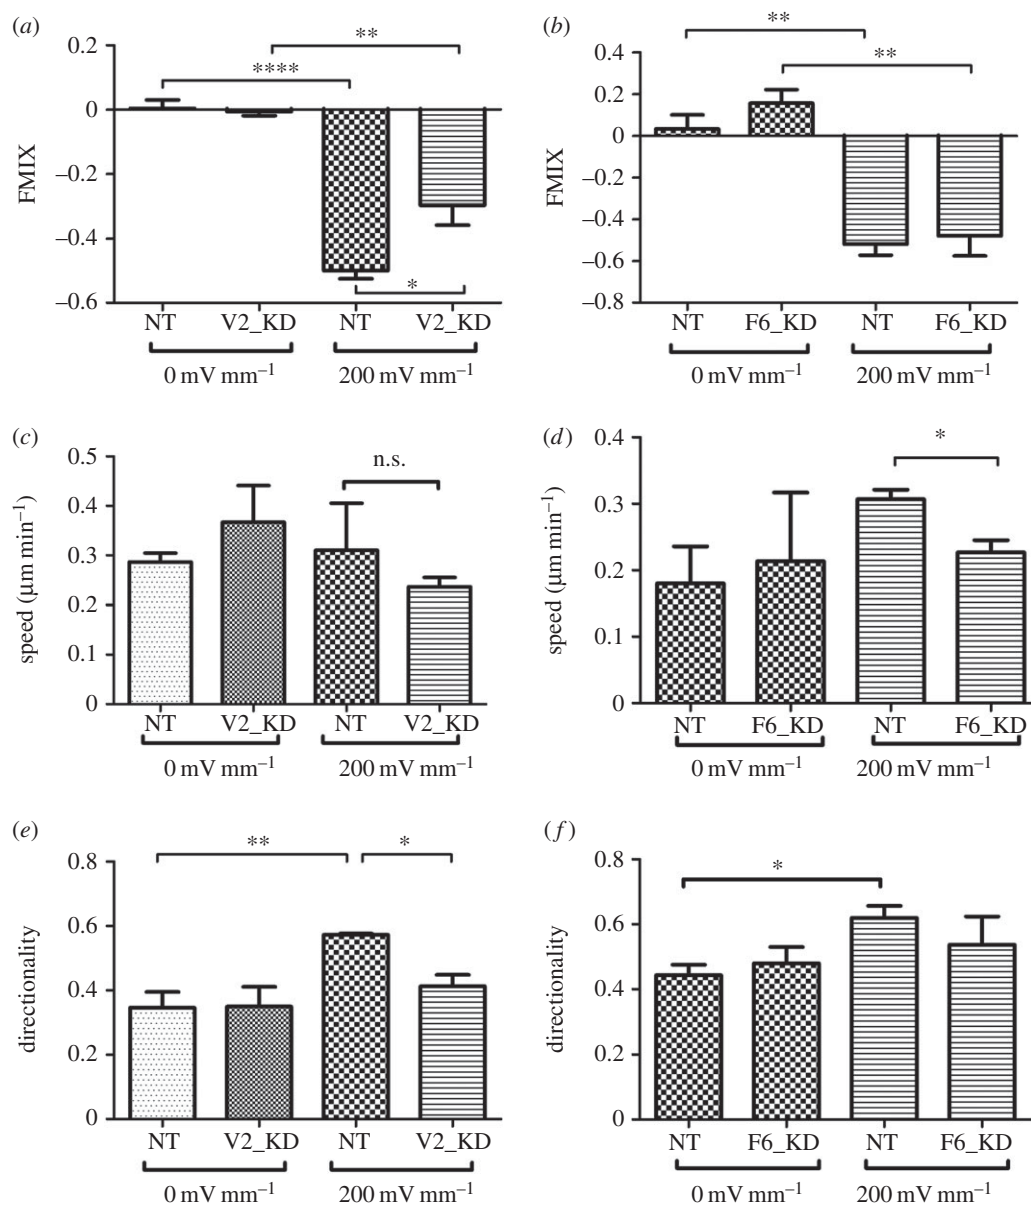 (a)
0.2
0
–0.2
–0.4
–0.6
FMIX
**
****
*
NT V2_KD NT V2_KD
0 mV mm⁻¹ 200 mV mm⁻¹
(b)
0.4
0.2
0
–0.2
–0.4
–0.6
–0.8
FMIX
**
**
NT F6_KD NT F6_KD
0 mV mm⁻¹ 200 mV mm⁻¹
(c)
0.5
0.4
0.3
0.2
0.1
0
speed (µm min⁻¹)
n.s.
NT V2_KD NT V2_KD
0 mV mm⁻¹ 200 mV mm⁻¹
(d)
0.4
0.3
0.2
0.1
0
speed (µm min⁻¹)
*
NT F6_KD NT F6_KD
0 mV mm⁻¹ 200 mV mm⁻¹
(e)
0.8
0.6
0.4
0.2
0
directionality
** *
NT V2_KD NT V2_KD
0 mV mm⁻¹ 200 mV mm⁻¹
(f)
0.8
0.6
0.4
0.2
0
directionality
*
NT F6_KD NT F6_KD
0 mV mm⁻¹ 200 mV mm⁻¹